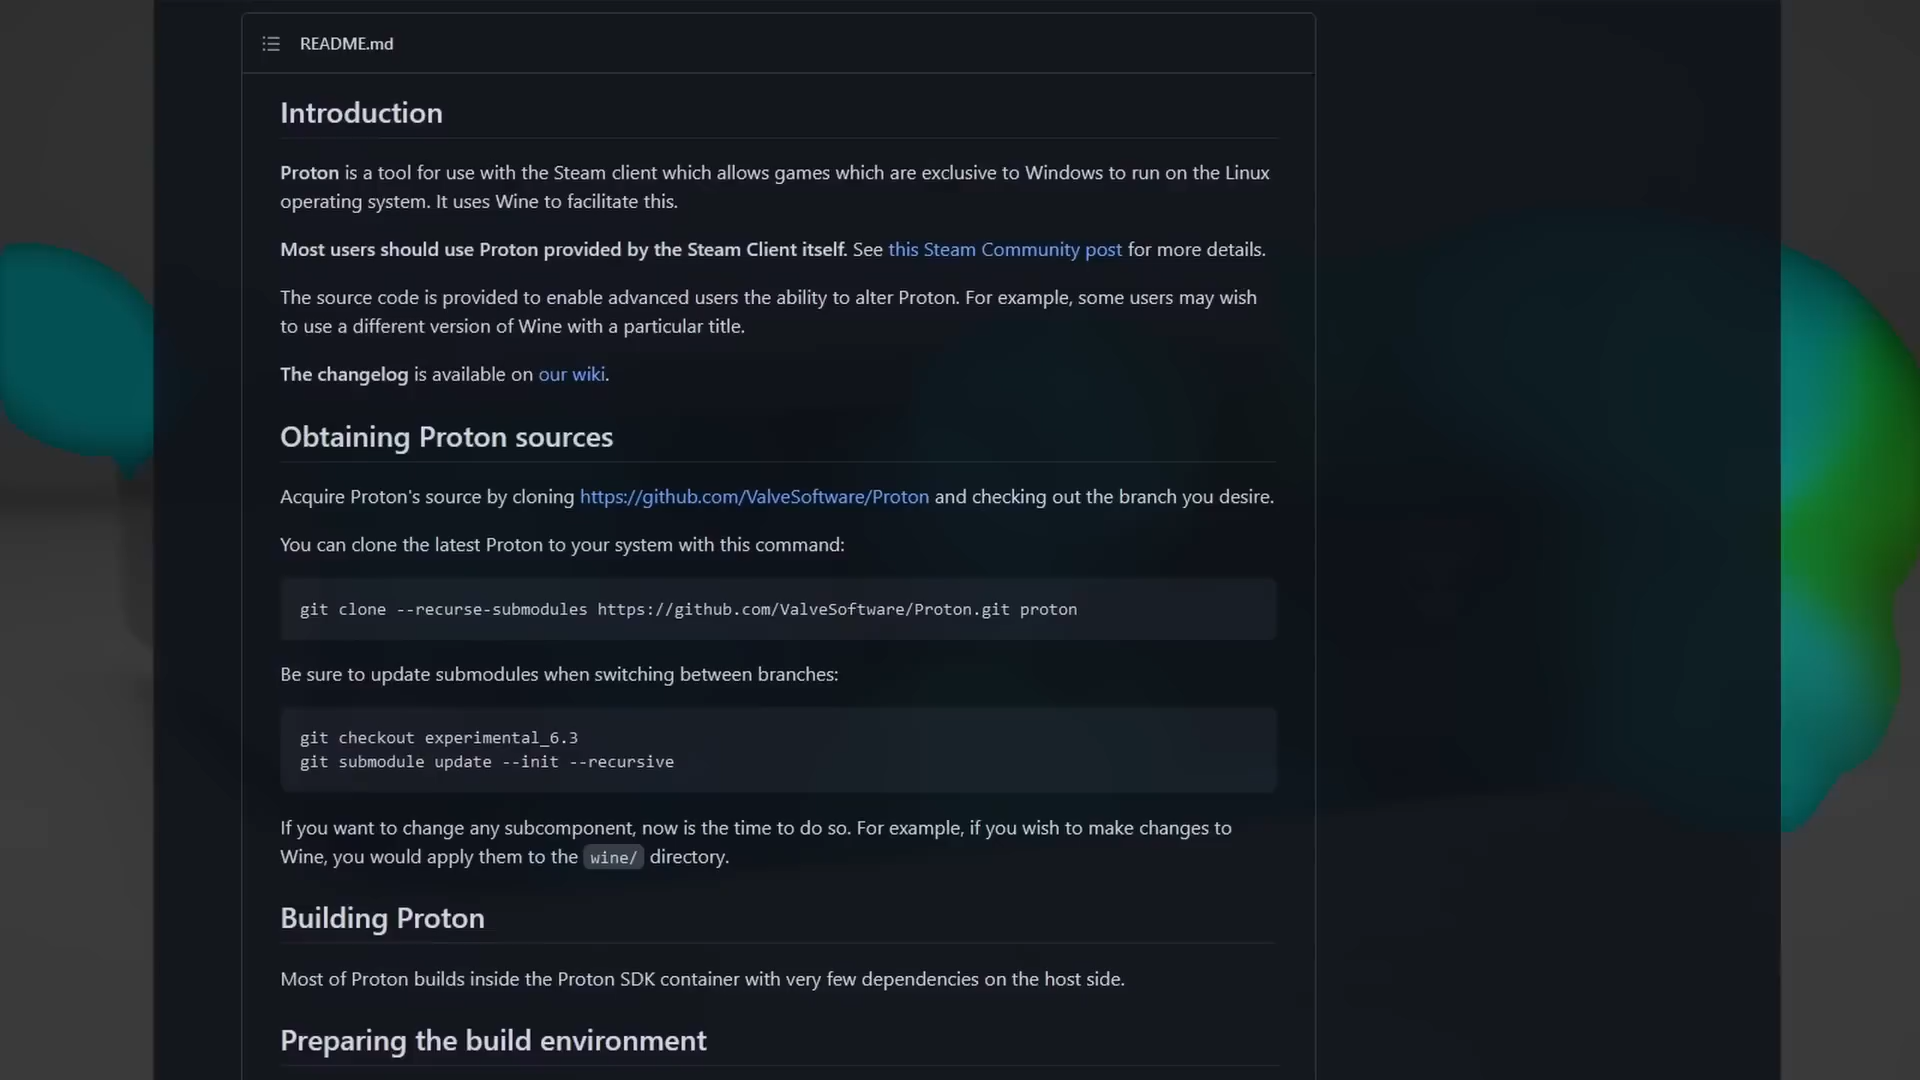 README.md
Introduction
Proton is a tool for use with the Steam client which allows games which are exclusive to Windows to run on the Linux
operating system. It uses Wine to facilitate this.
Most users should use Proton provided by the Steam Client itself. See this Steam Community post for more details.
The source code is provided to enable advanced users the ability to alter Proton. For example, some users may wish
to use a different version of Wine with a particular title.
The changelog is available on our wiki.
Obtaining Proton sources
Acquire Proton's source by cloning https://github.com/ValveSoftware/Proton and checking out the branch you desire.
You can clone the latest Proton to your system with this command:
git clone --recurse-submodules https://github.com/ValveSoftware/Proton.git proton
Be sure to update submodules when switching between branches:
git checkout experimental_6.3
git submodule update --init --recursive
If you want to change any subcomponent, now is the time to do so. For example, if you wish to make changes to
Wine, you would apply them to the wine/ directory.
Building Proton
Most of Proton builds inside the Proton SDK container with very few dependencies on the host side.
Preparing the build environment